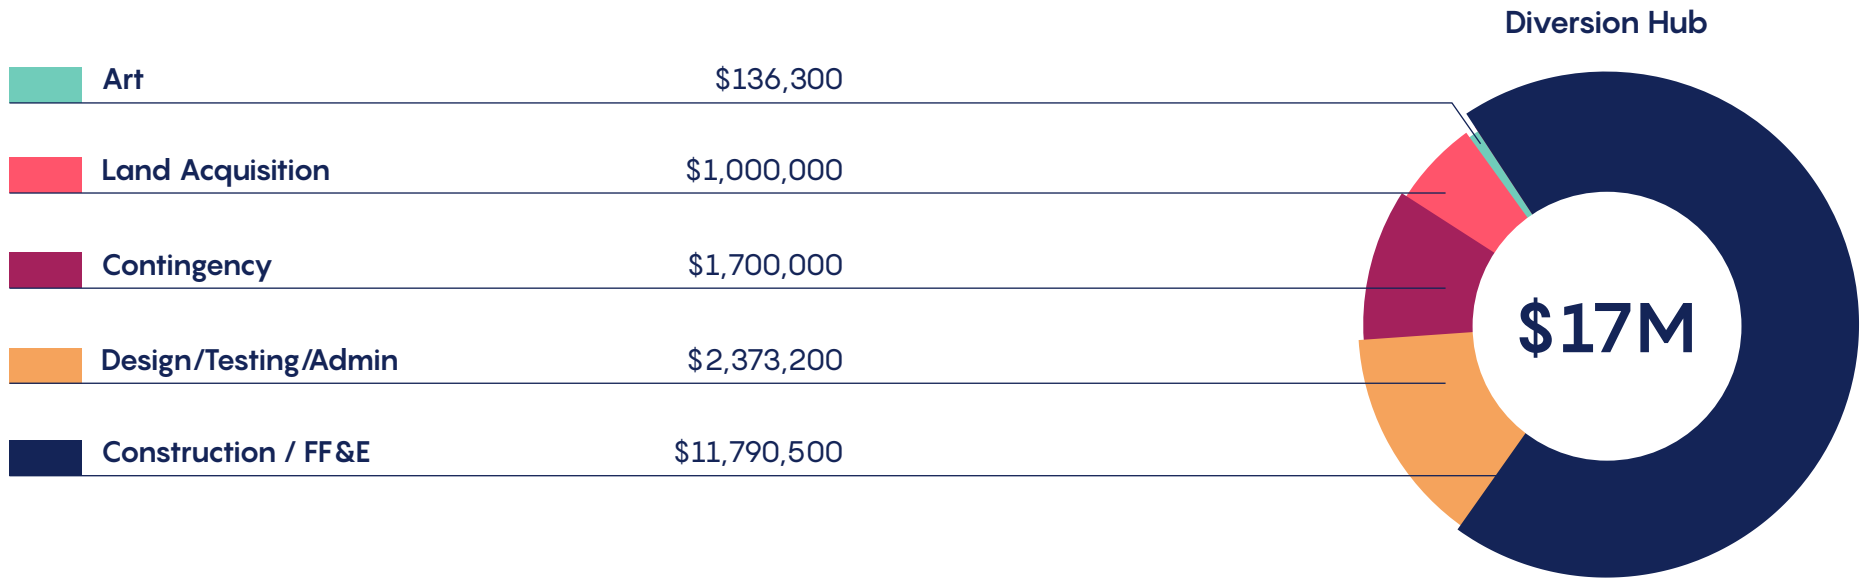 Diversion Hub
Art $136,300
Land Acquisition $1,000,000
Contingency $1,700,000
Design/Testing/Admin $2,373,200
Construction / FF&E $11,790,500
$17M